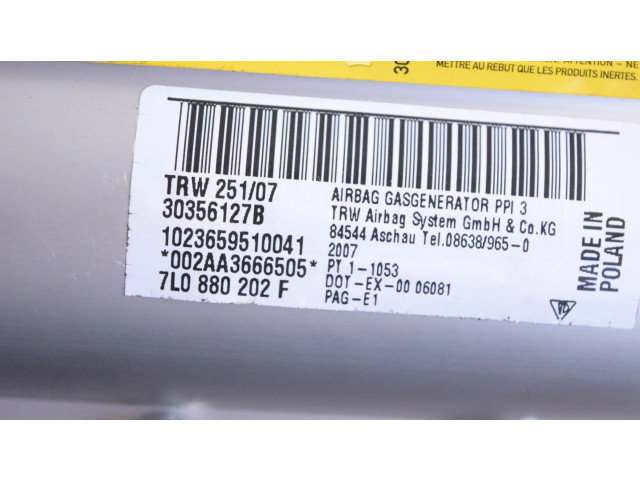 METTRE AU REBUT QUE LES PRODUITS INERTES.
TRW 251/07
30356127B
1023659510041
*002AA3666505*
7L0 880 202 F
AIRBAG GASGENERATOR PPI 3
TRW Airbag System GmbH & Co.KG
84544 Aschau Tel.08638/965-0
2007
PT 1-1053
DOT-EX-00 06081
PAG-E1
MADE IN
POLAND